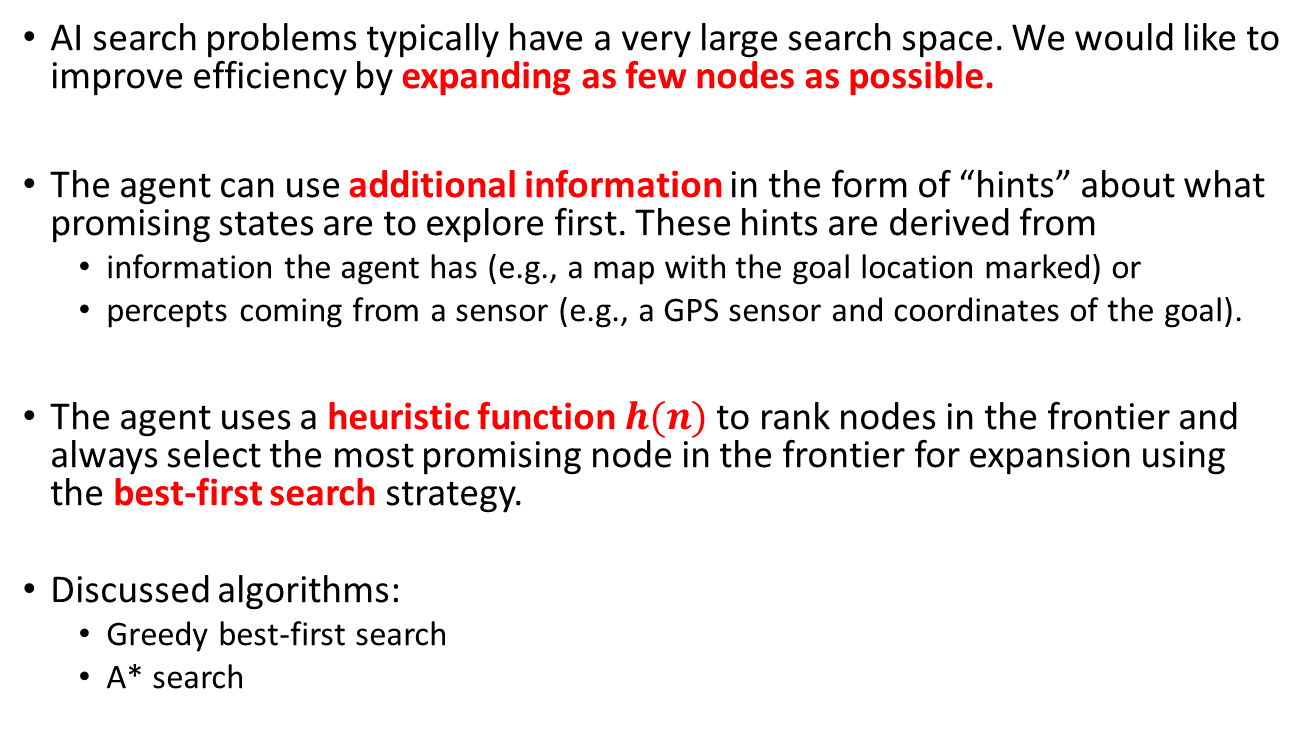 • AI search problems typically have a very large search space. We would like to
improve efficiency by expanding as few nodes as possible.
• The agent can use additional information in the form of “hints” about what
promising states are to explore first. These hints are derived from
• information the agent has (e.g., a map with the goal location marked) or
• percepts coming from a sensor (e.g., a GPS sensor and coordinates of the goal).
• The agent uses a heuristic function h(n) to rank nodes in the frontier and
always select the most promising node in the frontier for expansion using
the best-first search strategy.
• Discussed algorithms:
• Greedy best-first search
• A* search